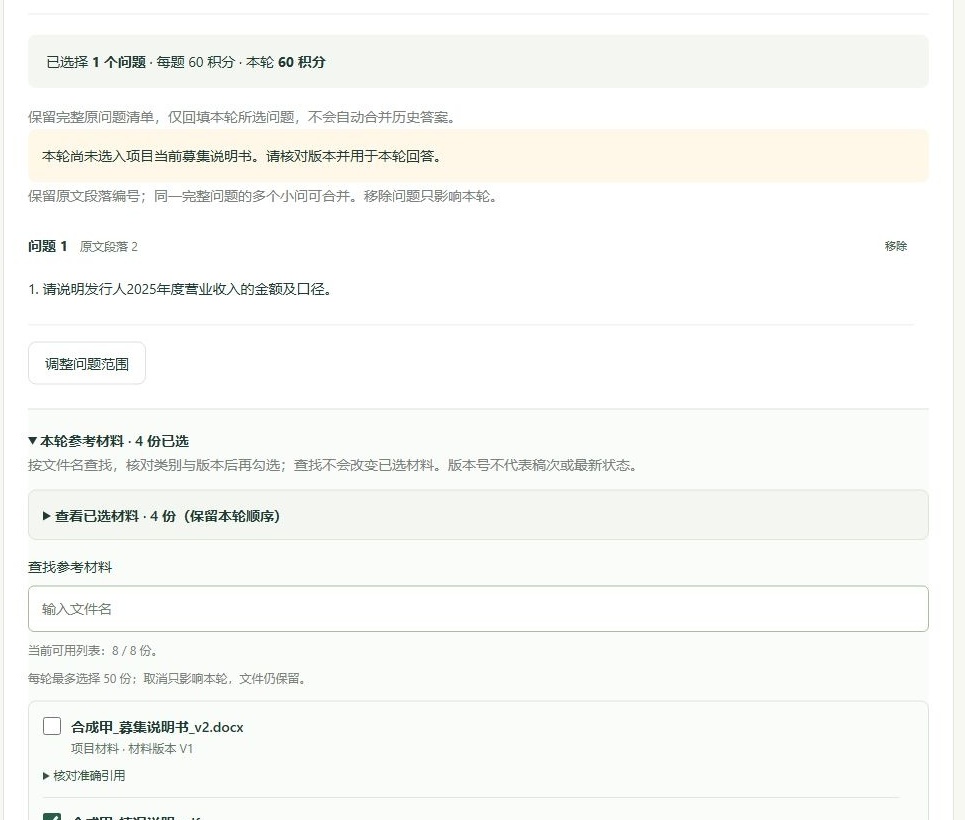 已选择 1 个问题 · 每题 60 积分 · 本轮 60 积分
保留完整原问题清单，仅回填本轮所选问题，不会自动合并历史答案。
本轮尚未选入项目当前募集说明书。请核对版本并用于本轮回答。
保留原文段落编号；同一完整问题的多个小问可合并。移除问题只影响本轮。
问题 1 原文段落 2 移除
1. 请说明发行人2025年度营业收入的金额及口径。
调整问题范围
▼本轮参考材料 · 4 份已选
按文件名查找，核对类别与版本后再勾选；查找不会改变已选材料。版本号不代表稿次或最新状态。
▶ 查看已选材料 · 4 份（保留本轮顺序）
查找参考材料
输入文件名
当前可用列表：8 / 8 份。
每轮最多选择 50 份；取消只影响本轮，文件仍保留。
合成甲_募集说明书_v2.docx
项目材料 · 材料版本 V1
▶ 核对准确引用